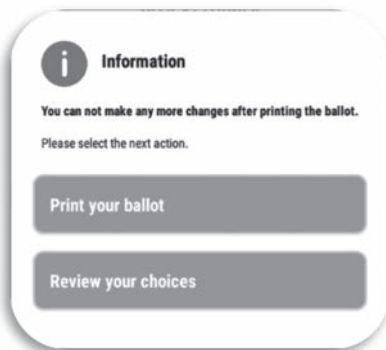 Information
You can not make any more changes after printing the ballot.
Please select the next action.
Print your ballot
Review your choices